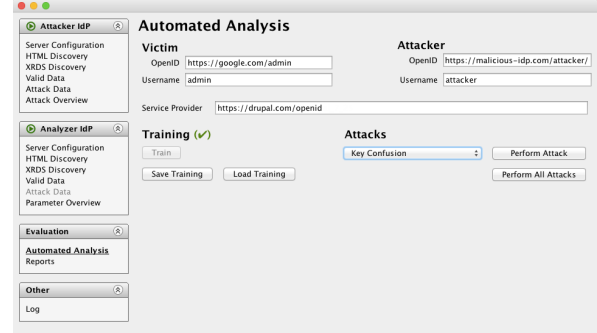 Attacker IdP
Server Configuration
HTML Discovery
XRDS Discovery
Valid Data
Attack Data
Attack Overview
Analyzer IdP
Server Configuration
HTML Discovery
XRDS Discovery
Valid Data
Attack Data
Parameter Overview
Evaluation
Automated Analysis
Reports
Other
Log
Automated Analysis
Victim
OpenID https://google.com/admin
Username admin
Attacker
OpenID https://malicious-idp.com/attacker/
Username attacker
Service Provider https://drupal.com/openid
Training (✔)
Train
Save Training Load Training
Attacks
Key Confusion Perform Attack
Perform All Attacks